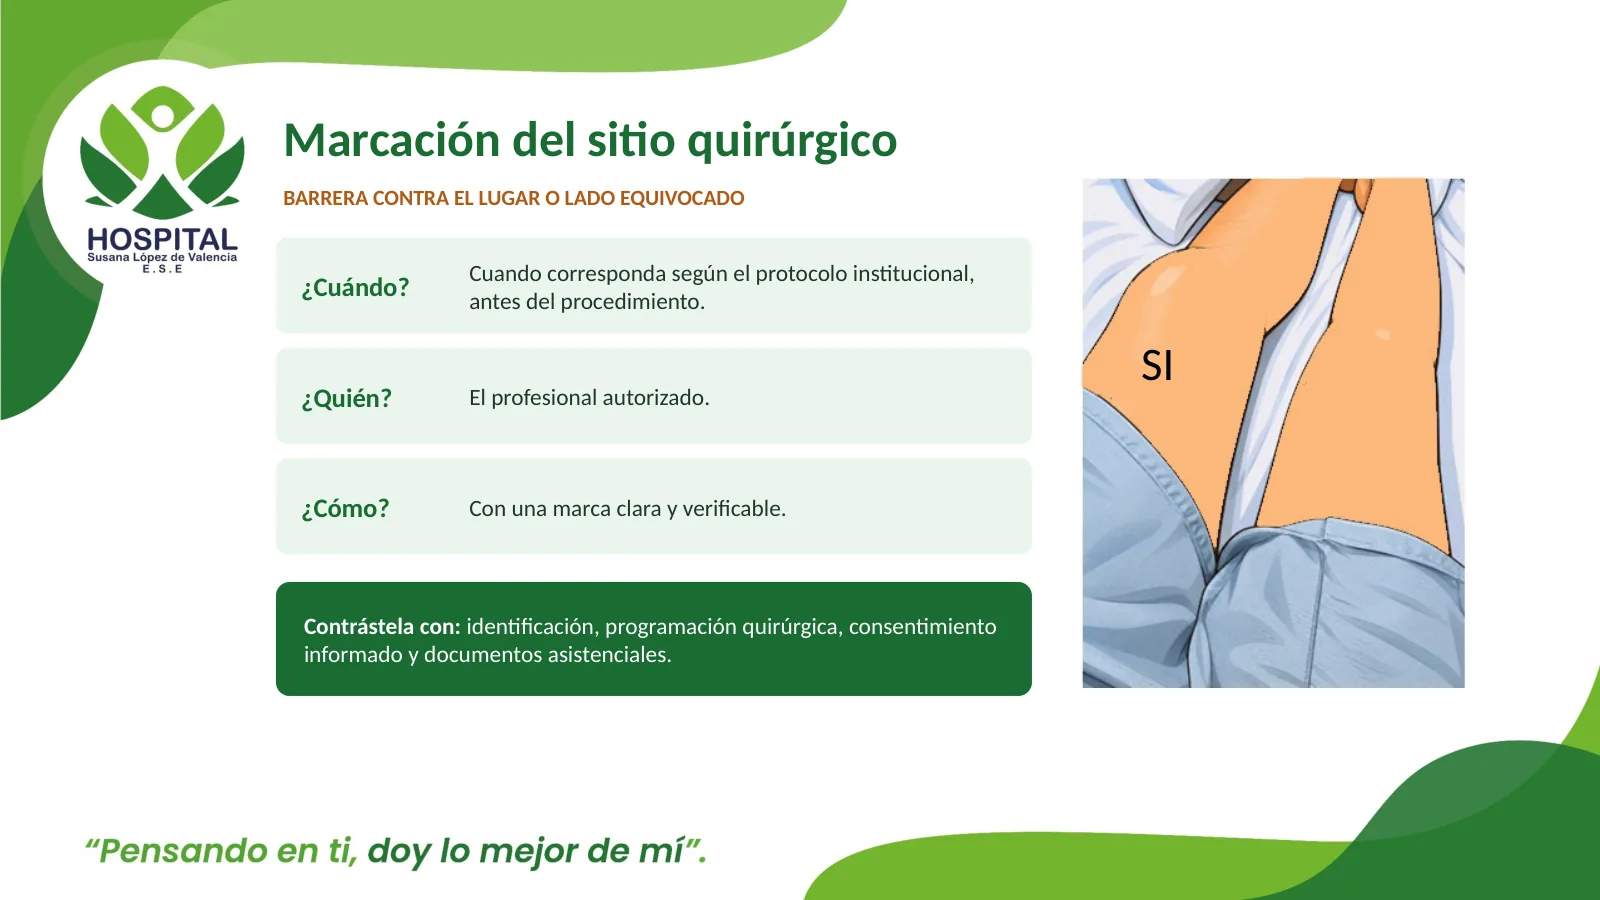 HOSPITAL
Susana López de Valencia
E.S.E
Marcación del sitio quirúrgico
BARRERA CONTRA EL LUGAR O LADO EQUIVOCADO
¿Cuándo?
Cuando corresponda según el protocolo institucional,
antes del procedimiento.
¿Quién?
El profesional autorizado.
¿Cómo?
Con una marca clara y verificable.
Contrástela con: identificación, programación quirúrgica, consentimiento
informado y documentos asistenciales.
SI
“Pensando en ti, doy lo mejor de mí”.